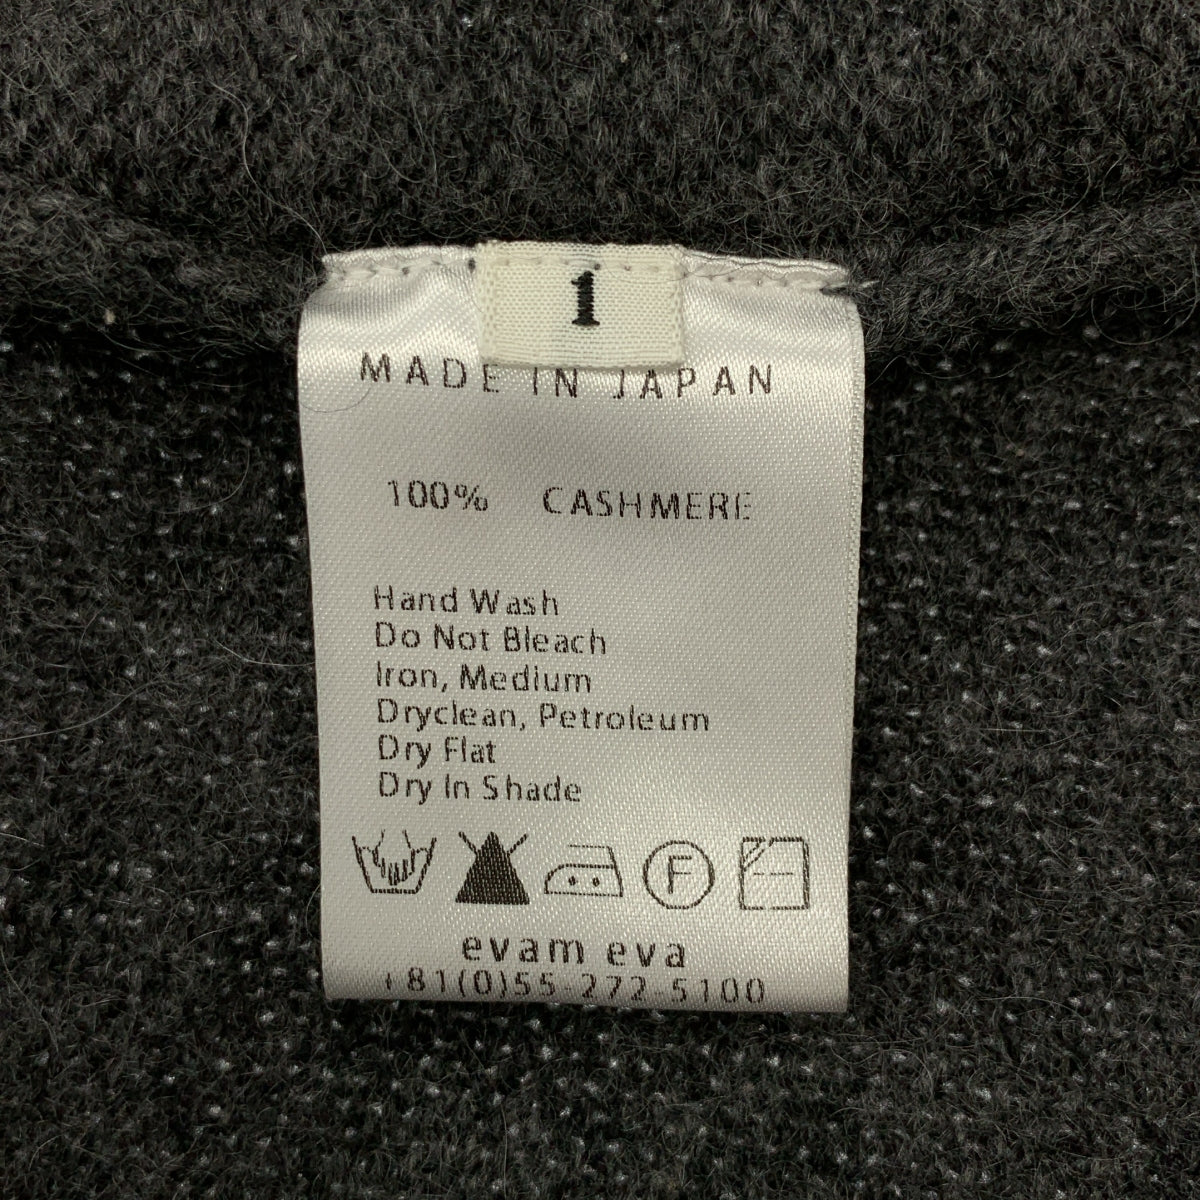 1
MADE IN JAPAN
100% CASHMERE
Hand Wash
Do Not Bleach
Iron, Medium
Dryclean, Petroleum
Dry Flat
Dry In Shade
F
evam eva
+81(0)55-272-5100